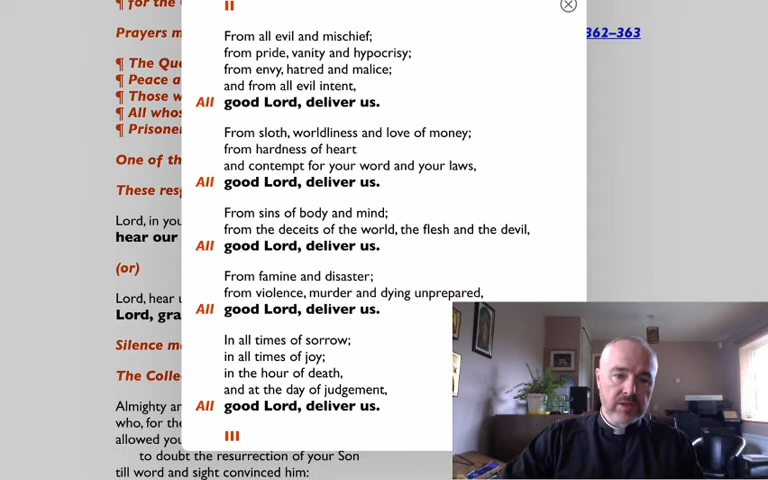 ¶ for the
II
Prayers m
362–363
From all evil and mischief;
from pride, vanity and hypocrisy;
from envy, hatred and malice;
and from all evil intent,
All good Lord, deliver us.
¶ The Qu
¶ Peace a
¶ Those w
¶ All whos
¶ Prisone
From sloth, worldliness and love of money;
from hardness of heart
and contempt for your word and your laws,
All good Lord, deliver us.
One of th
These res
From sins of body and mind;
from the deceits of the world, the flesh and the devil,
All good Lord, deliver us.
Lord, in you
hear our
(or)
From famine and disaster;
from violence, murder and dying unprepared,
All good Lord, deliver us.
Lord, hear u
Lord, gra
Silence m
The Colle
In all times of sorrow;
in all times of joy;
in the hour of death,
and at the day of judgement,
All good Lord, deliver us.
III
Almighty an
who, for the
allowed you
to doubt the resurrection of your Son
till word and sight convinced him: